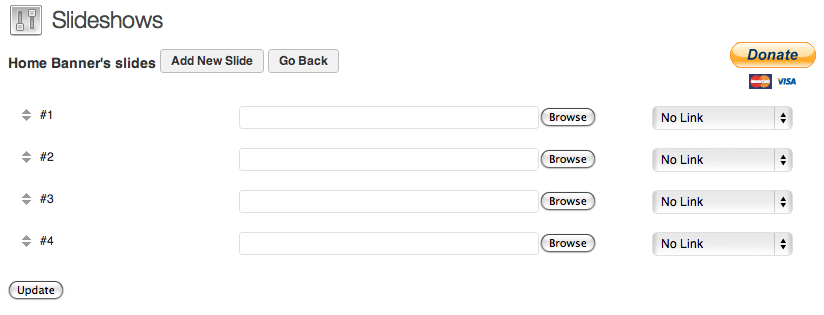 Slideshows
Home Banner's slides Add New Slide Go Back
Donate
MasterCard VISA
#1 Browse No Link
#2 Browse No Link
#3 Browse No Link
#4 Browse No Link
Update